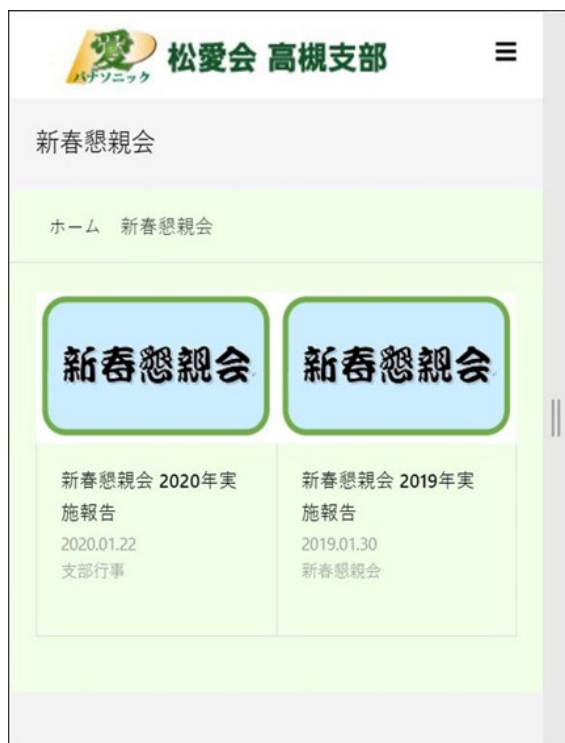 愛
パナソニック
松愛会 高槻支部
新春懇親会
ホーム 新春懇親会
新春懇親会
新春懇親会
新春懇親会 2020年実
施報告
2020.01.22
支部行事
新春懇親会 2019年実
施報告
2019.01.30
新春懇親会